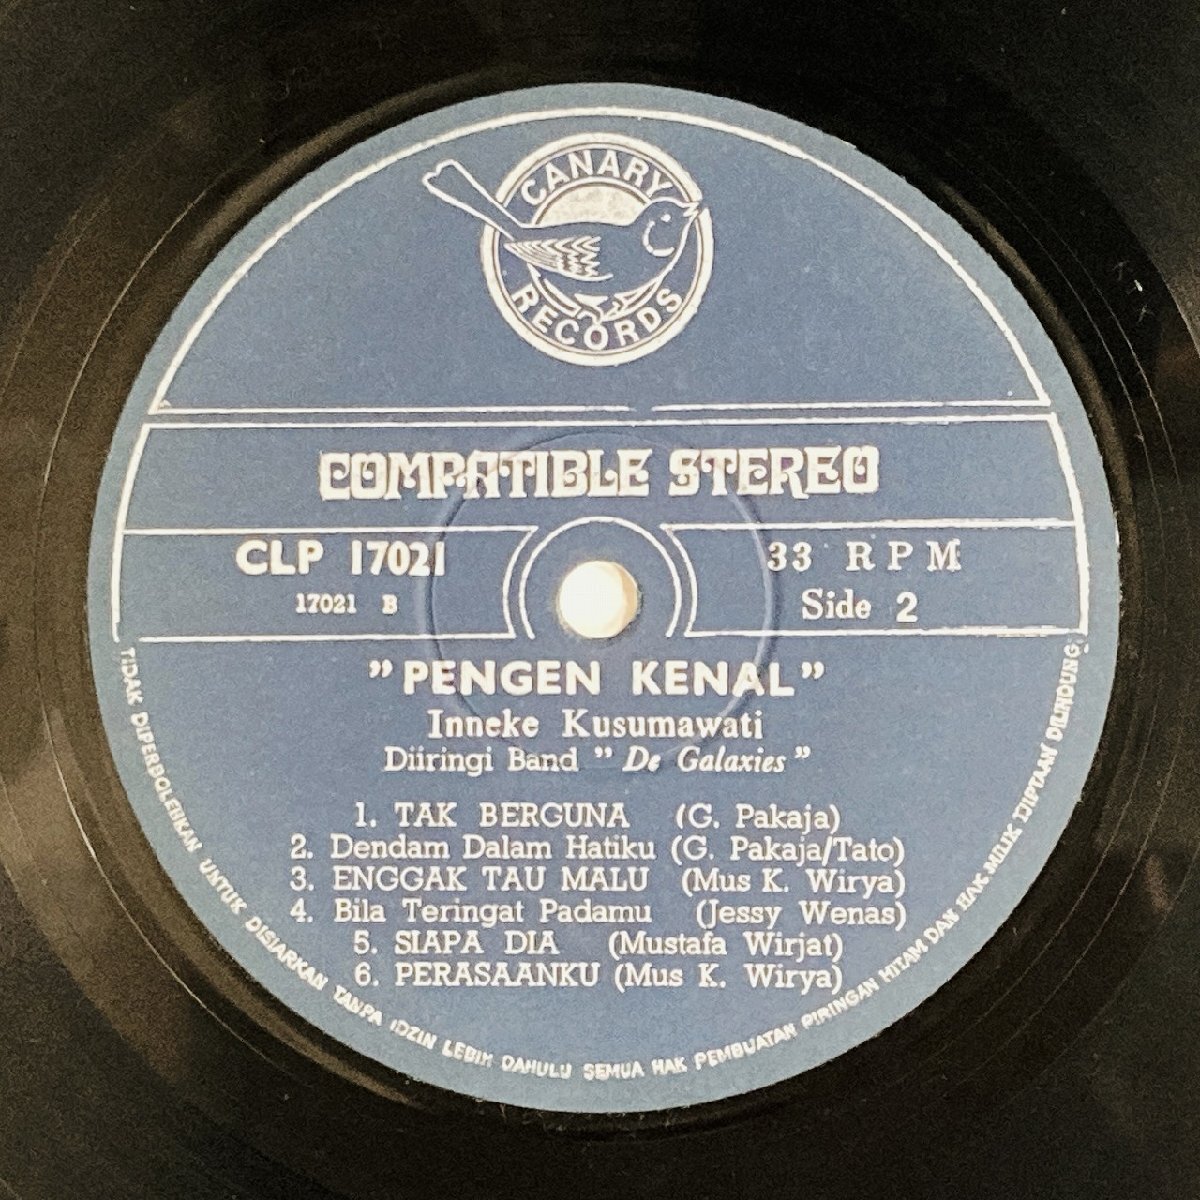 CANARY
RECORDS
COMPATIBLE STEREO
CLP 17021
17021 B
33 RPM
Side 2
"PENGEN KENAL"
Inneke Kusumawati
Diiringi Band "De Galaxies"
1. TAK BERGUNA (G. Pakaja)
2. Dendam Dalam Hatiku (G. Pakaja/Tato)
3. ENGGAK TAU MALU (Mus K. Wirya)
4. Bila Teringat Padamu (Jessy Wenas)
5. SIAPA DIA (Mustafa Wirjat)
6. PERASAANKU (Mus K. Wirya)
TIDAK DIPERBOLEHKAN UNTUK DISIARKAN TANPA IDZIN LEBIH DAHULU SEMUA HAK PEMBUATAN PIRINGAN HITAM DAN HAK MILIK TJIPTAAN DILINDUNGI